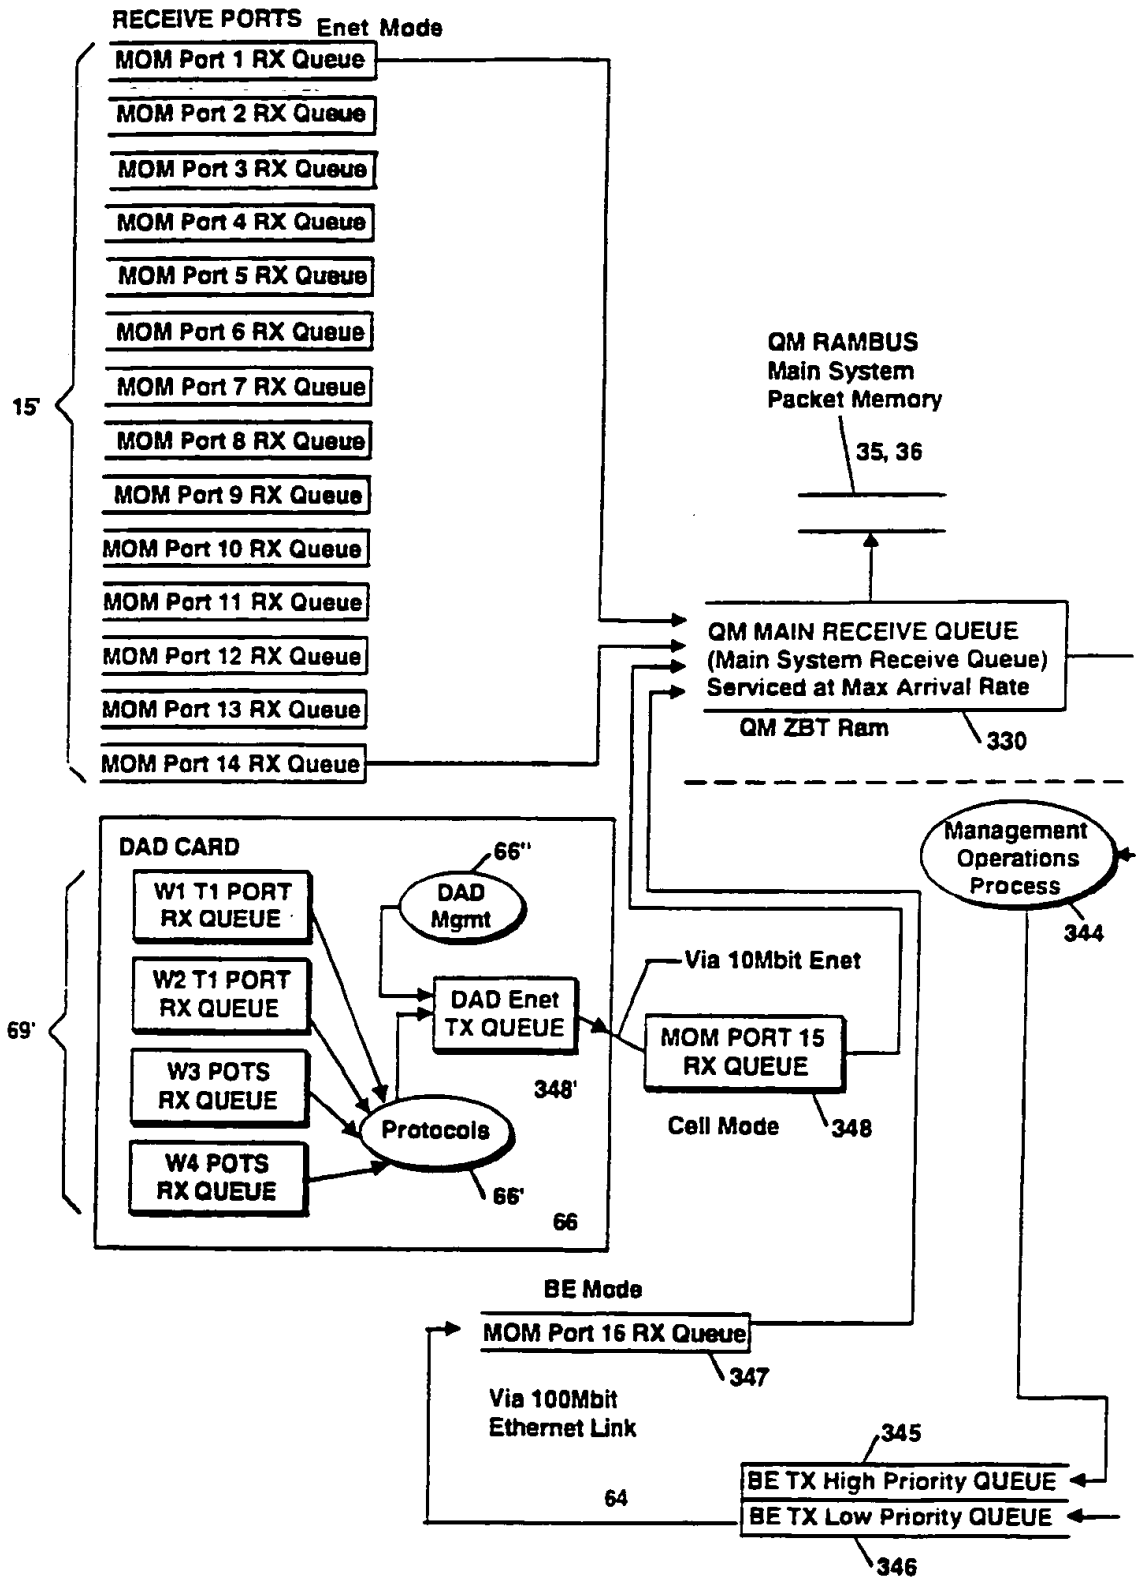 RECEIVE PORTS
Enet Mode
MOM Port 1 RX Queue
MOM Port 2 RX Queue
MOM Port 3 RX Queue
MOM Port 4 RX Queue
MOM Port 5 RX Queue
MOM Port 6 RX Queue
MOM Port 7 RX Queue
MOM Port 8 RX Queue
MOM Port 9 RX Queue
MOM Port 10 RX Queue
MOM Port 11 RX Queue
MOM Port 12 RX Queue
MOM Port 13 RX Queue
MOM Port 14 RX Queue
15'
QM RAMBUS
Main System
Packet Memory
35, 36
QM MAIN RECEIVE QUEUE
(Main System Receive Queue)
Serviced at Max Arrival Rate
QM ZBT Ram
330
Management
Operations
Process
344
DAD CARD
66"
DAD
Mgmt
W1 T1 PORT
RX QUEUE
W2 T1 PORT
RX QUEUE
W3 POTS
RX QUEUE
W4 POTS
RX QUEUE
69'
DAD Enet
TX QUEUE
348'
Protocols
66'
66
Via 10Mbit Enet
MOM PORT 15
RX QUEUE
Cell Mode
348
BE Mode
MOM Port 16 RX Queue
347
Via 100Mbit
Ethernet Link
64
345
BE TX High Priority QUEUE
BE TX Low Priority QUEUE
346